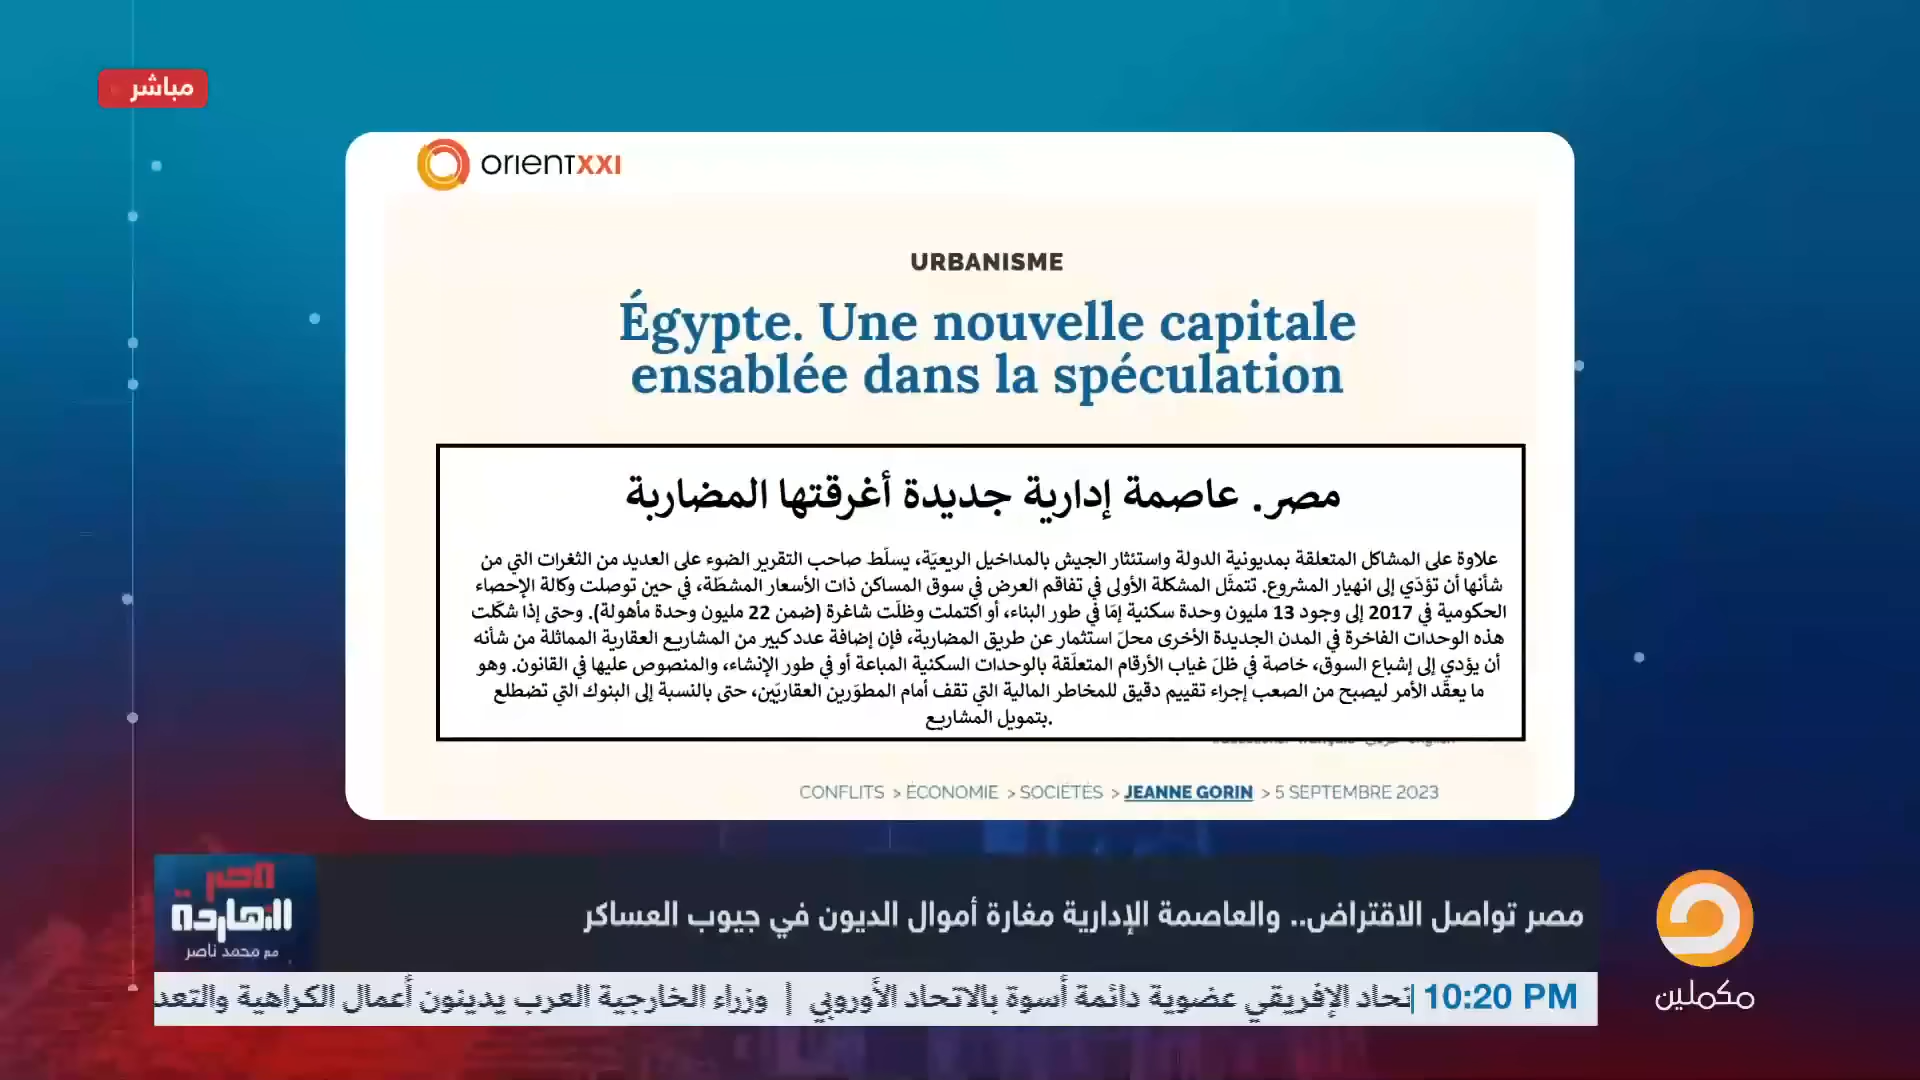 مباشر
orientxxi
URBANISME
Égypte. Une nouvelle capitale
ensablée dans la spéculation
مصر. عاصمة إدارية جديدة أغرقتها المضاربة
علاوة على المشاكل المتعلقة بمديونية الدولة واستئثار الجيش بالمداخيل الريعيّة، يسلّط صاحب التقرير الضوء على العديد من الثغرات التي من
شأنها أن تؤدّي إلى انهيار المشروع. تتمثّل المشكلة الأولى في تفاقم العرض في سوق المساكن ذات الأسعار المشطّة، في حين توصلت وكالة الإحصاء
الحكومية في 2017 إلى وجود 13 مليون وحدة سكنية إمّا في طور البناء، أو اكتملت وظلّت شاغرة (ضمن 22 مليون وحدة مأهولة). وحتى إذا شكّلت
هذه الوحدات الفاخرة في المدن الجديدة الأخرى محلّ استثمار عن طريق المضاربة، فإن إضافة عدد كبير من المشاريع العقارية المماثلة من شأنه
أن يؤدي إلى إشباع السوق، خاصة في ظلّ غياب الأرقام المتعلّقة بالوحدات السكنية المباعة أو في طور الإنشاء، والمنصوص عليها في القانون. وهو
ما يعقّد الأمر ليصبح من الصعب إجراء تقييم دقيق للمخاطر المالية التي تقف أمام المطوّرين العقاريّين، حتى بالنسبة إلى البنوك التي تضطلع
بتمويل المشاريع.
CONFLITS > ÉCONOMIE > SOCIÉTÉS > JEANNE GORIN > 5 SEPTEMBRE 2023
مصر
النهاردة
مع محمد ناصر
مصر تواصل الاقتراض.. والعاصمة الإدارية مغارة أموال الديون في جيوب العساكر
10:20 PM
تحاد الإفريقي عضوية دائمة أسوة بالاتحاد الأوروبي | وزراء الخارجية العرب يدينون أعمال الكراهية والتعد
مكملين